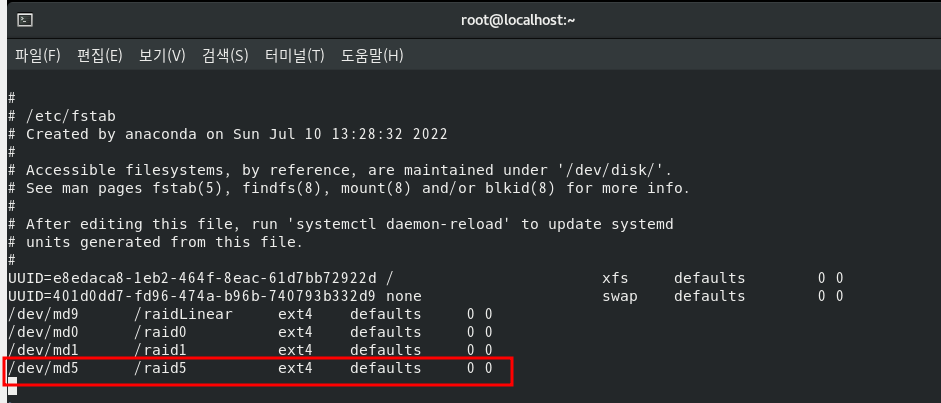 root@localhost:~
파일(F) 편집(E) 보기(V) 검색(S) 터미널(T) 도움말(H)
#
# /etc/fstab
# Created by anaconda on Sun Jul 10 13:28:32 2022
#
# Accessible filesystems, by reference, are maintained under '/dev/disk/'.
# See man pages fstab(5), findfs(8), mount(8) and/or blkid(8) for more info.
#
# After editing this file, run 'systemctl daemon-reload' to update systemd
# units generated from this file.
#
UUID=e8edaca8-1eb2-464f-8eac-61d7bb72922d / xfs defaults 0 0
UUID=401d0dd7-fd96-474a-b96b-740793b332d9 none swap defaults 0 0
/dev/md9 /raidLinear ext4 defaults 0 0
/dev/md0 /raid0 ext4 defaults 0 0
/dev/md1 /raid1 ext4 defaults 0 0
/dev/md5 /raid5 ext4 defaults 0 0